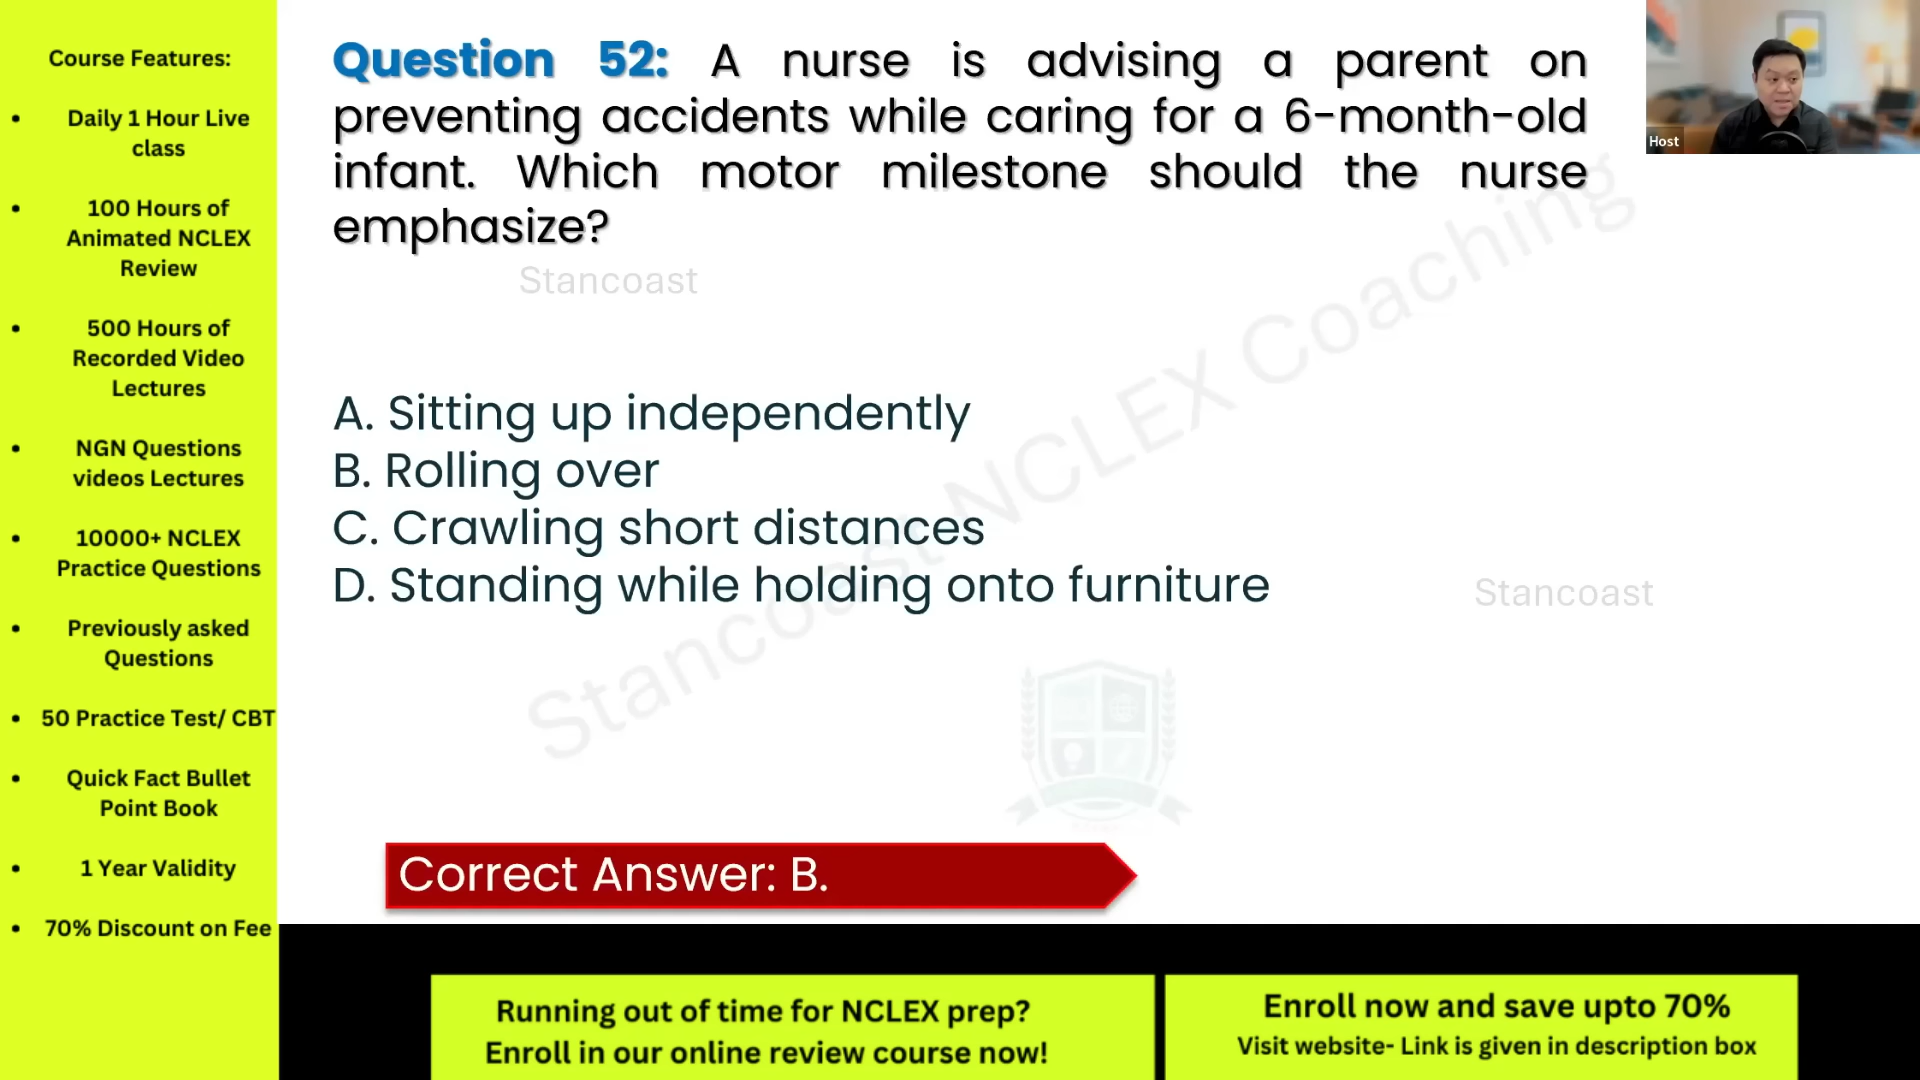 Course Features:
• Daily 1 Hour Live
class
• 100 Hours of
Animated NCLEX
Review
• 500 Hours of
Recorded Video
Lectures
• NGN Questions
videos Lectures
• 10000+ NCLEX
Practice Questions
• Previously asked
Questions
• 50 Practice Test/ CBT
• Quick Fact Bullet
Point Book
• 1 Year Validity
• 70% Discount on Fee
Question 52: A nurse is advising a parent on
preventing accidents while caring for a 6-month-old
infant. Which motor milestone should the nurse
emphasize?
Stancoast
A. Sitting up independently
B. Rolling over
C. Crawling short distances
D. Standing while holding onto furniture
Stancoast
Stancoast NCLEX Coaching
Correct Answer: B.
Host
Running out of time for NCLEX prep?
Enroll in our online review course now!
Enroll now and save upto 70%
Visit website- Link is given in description box